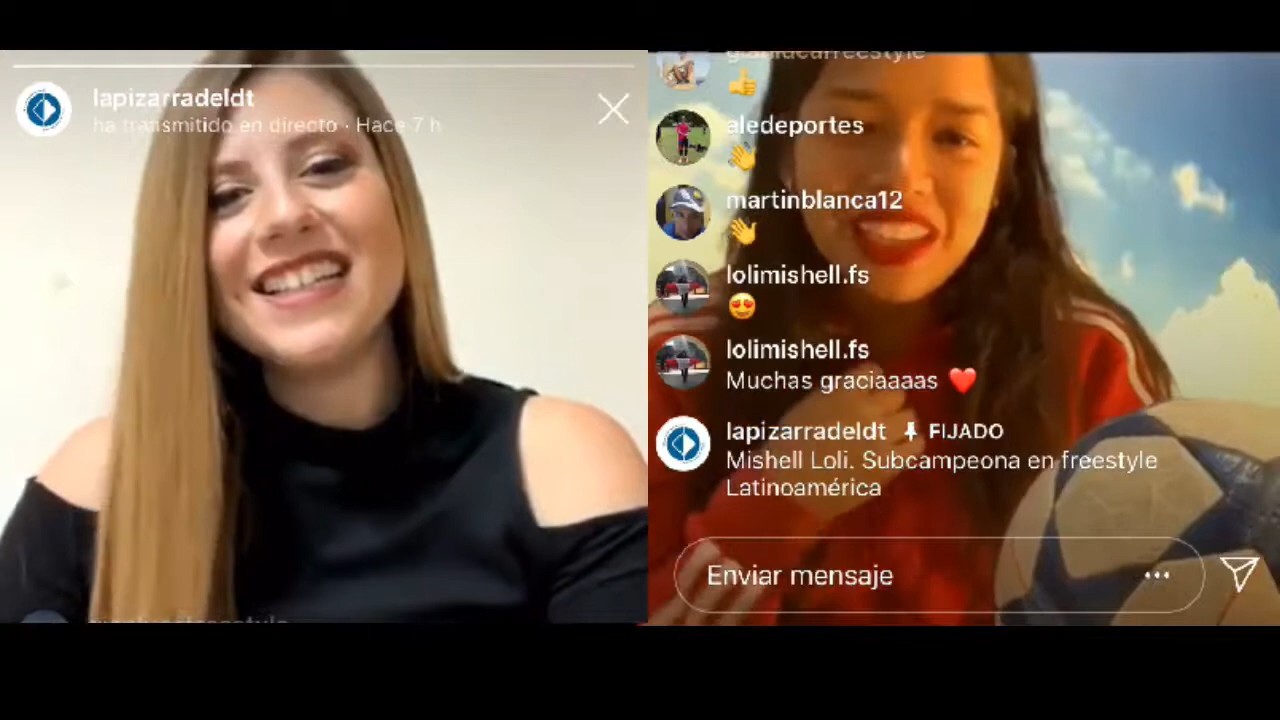 lapizarradeldt
ha transmitido en directo · Hace 7 h
aledeportes
martinblanca12
lolimishell.fs
lolimishell.fs
Muchas graciaaaas
lapizarradeldt FIJADO
Mishell Loli. Subcampeona en freestyle
Latinoamérica
Enviar mensaje